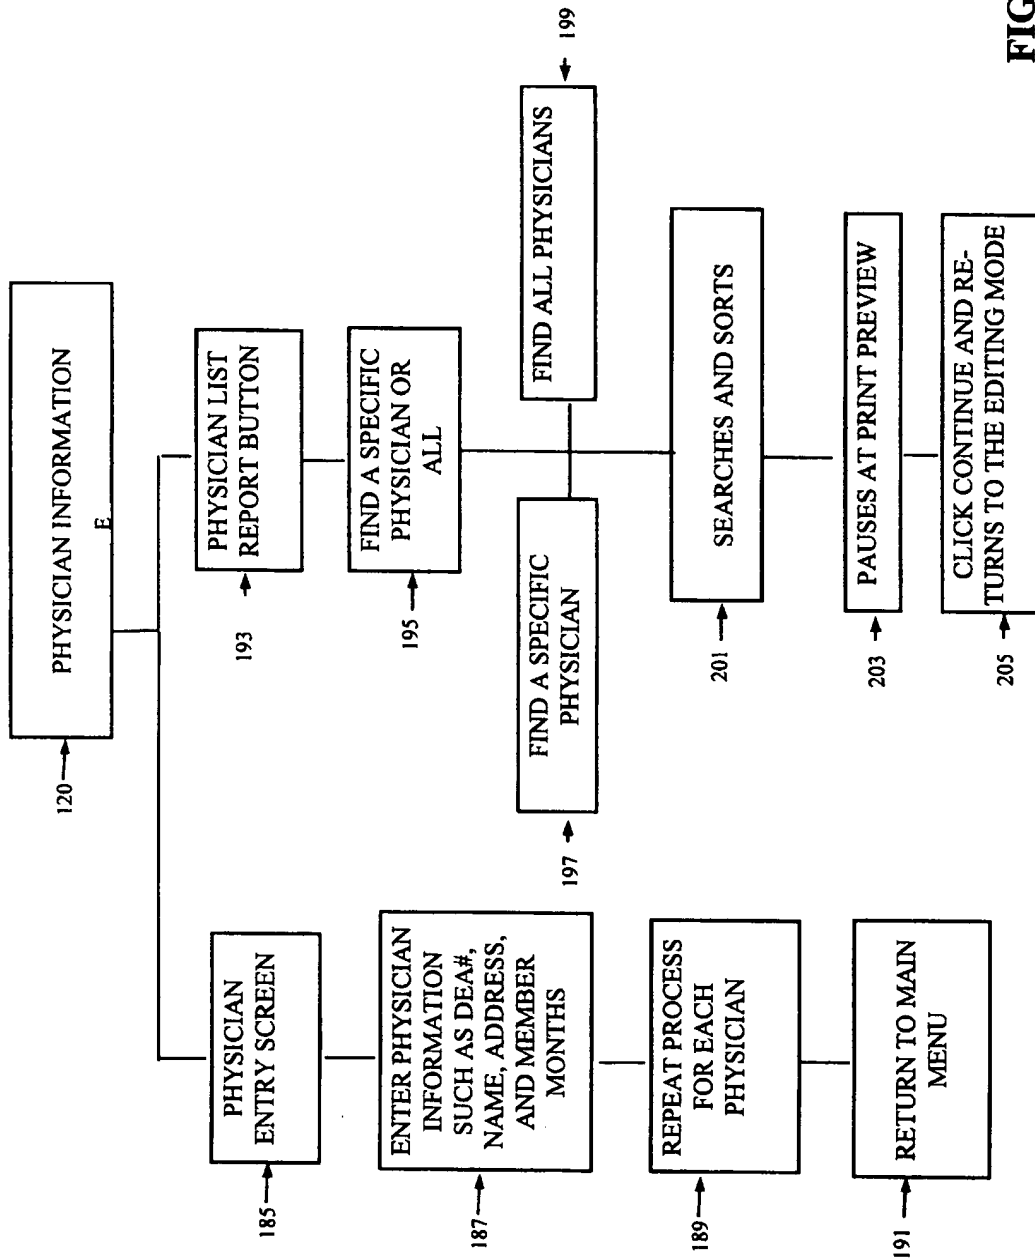 PHYSICIAN INFORMATION
E
120
PHYSICIAN
ENTRY SCREEN
185
ENTER PHYSICIAN
INFORMATION
SUCH AS DEA#,
NAME, ADDRESS,
AND MEMBER
MONTHS
187
REPEAT PROCESS
FOR EACH
PHYSICIAN
189
RETURN TO MAIN
MENU
191
PHYSICIAN LIST
REPORT BUTTON
193
FIND A SPECIFIC
PHYSICIAN OR
ALL
195
FIND A SPECIFIC
PHYSICIAN
197
FIND ALL PHYSICIANS
199
SEARCHES AND SORTS
201
PAUSES AT PRINT PREVIEW
203
CLICK CONTINUE AND RE-
TURNS TO THE EDITING MODE
205
FIG